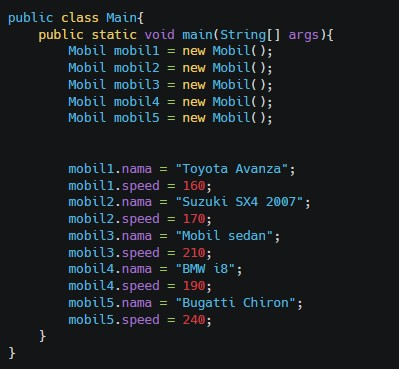 public class Main{
    public static void main(String[] args){
        Mobil mobil1 = new Mobil();
        Mobil mobil2 = new Mobil();
        Mobil mobil3 = new Mobil();
        Mobil mobil4 = new Mobil();
        Mobil mobil5 = new Mobil();
        mobil1.nama = "Toyota Avanza";
        mobil1.speed = 160;
        mobil2.nama = "Suzuki SX4 2007";
        mobil2.speed = 170;
        mobil3.nama = "Mobil sedan";
        mobil3.speed = 210;
        mobil4.nama = "BMW i8";
        mobil4.speed = 190;
        mobil5.nama = "Bugatti Chiron";
        mobil5.speed = 240;
    }
}